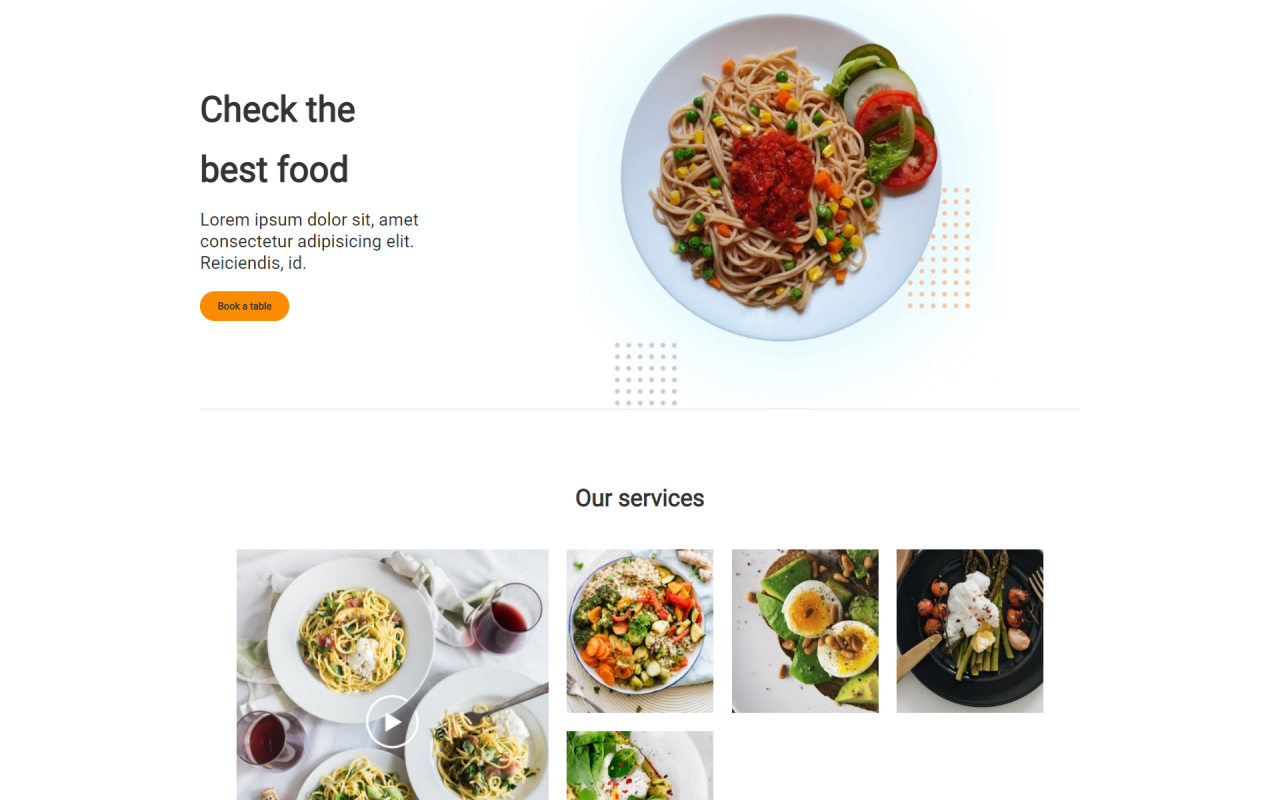 Check the
best food
Lorem ipsum dolor sit, amet
consectetur adipisicing elit.
Reiciendis, id.
Book a table
Our services